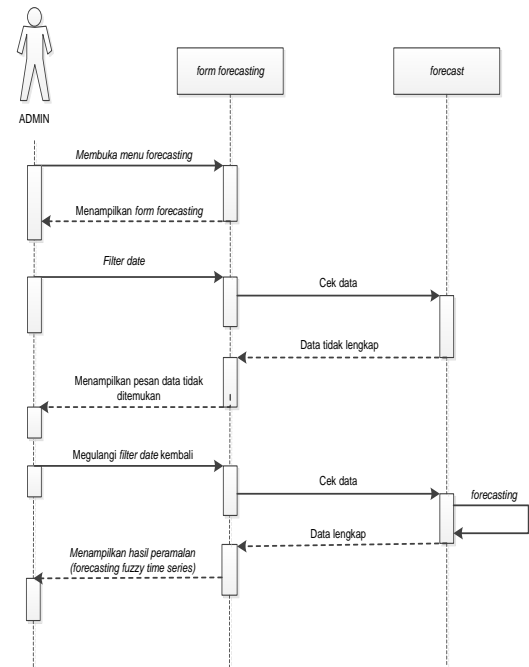 form forecasting
forecast
ADMIN
Membuka menu forecasting
Menampilkan form forecasting
Filter date
Cek data
Data tidak lengkap
Menampilkan pesan data tidak
ditemukan
Megulangi filter date kembali
Cek data
forecasting
Data lengkap
Menampilkan hasil peramalan
(forecasting fuzzy time series)